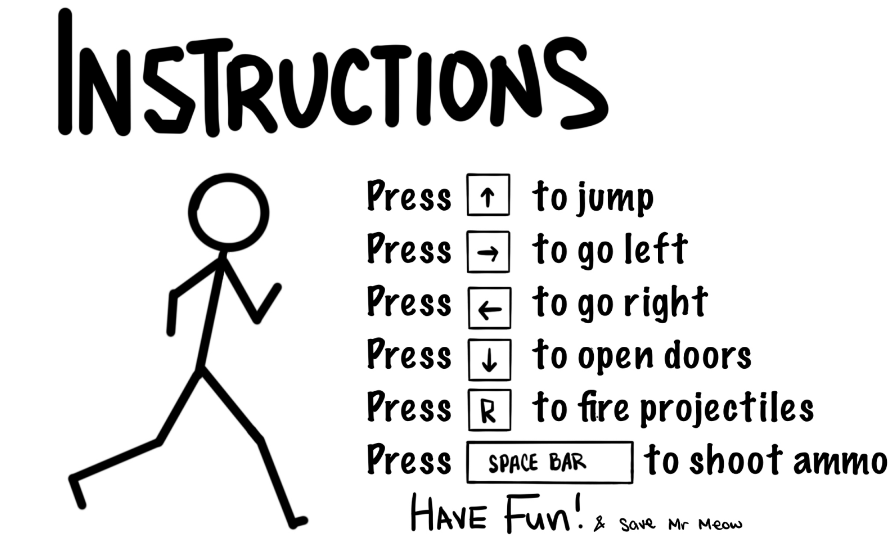 INSTRUCTIONS
Press ↑ to jump
Press → to go left
Press ← to go right
Press ↓ to open doors
Press R to fire projectiles
Press SPACE BAR to shoot ammo
HAVE Fun! & Save Mr Meow